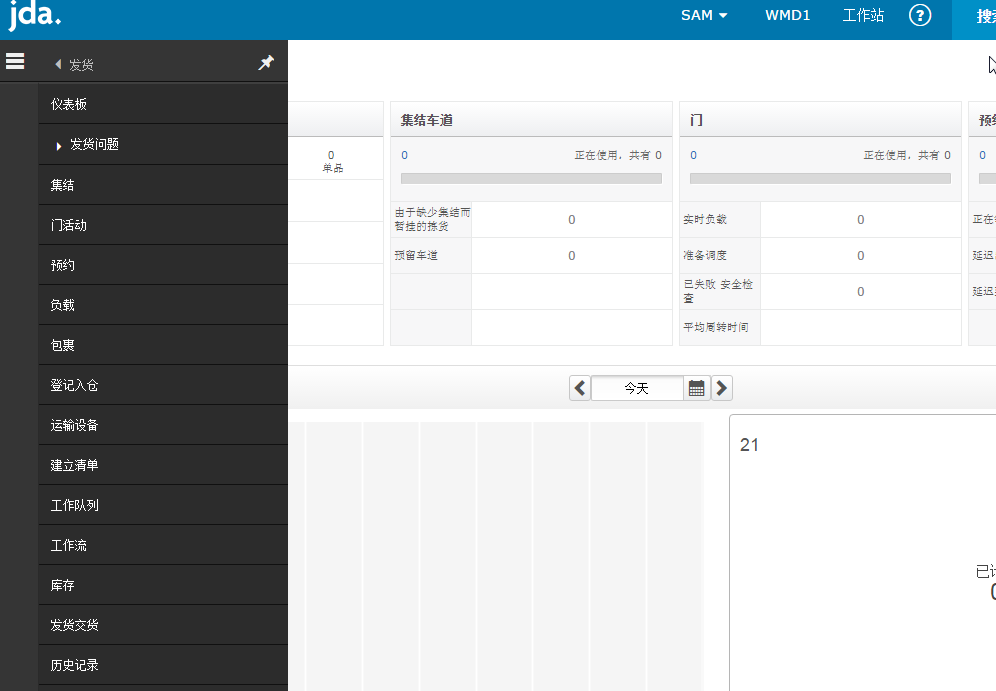 jda.
SAM
WMD1
工作站
?
搜索
发货
仪表板
发货问题
集结
门活动
预约
负载
包裹
登记入仓
运输设备
建立清单
工作队列
工作流
库存
发货交货
历史记录
0
单品
集结车道
0
正在使用，共有 0
由于缺少集结而
暂挂的拣货
0
预留车道
0
门
0
正在使用，共有 0
实时负载
0
准备调度
0
已失败 安全检
查
0
平均周转时间
预约
0
正在
延迟
延迟
今天
21
已计